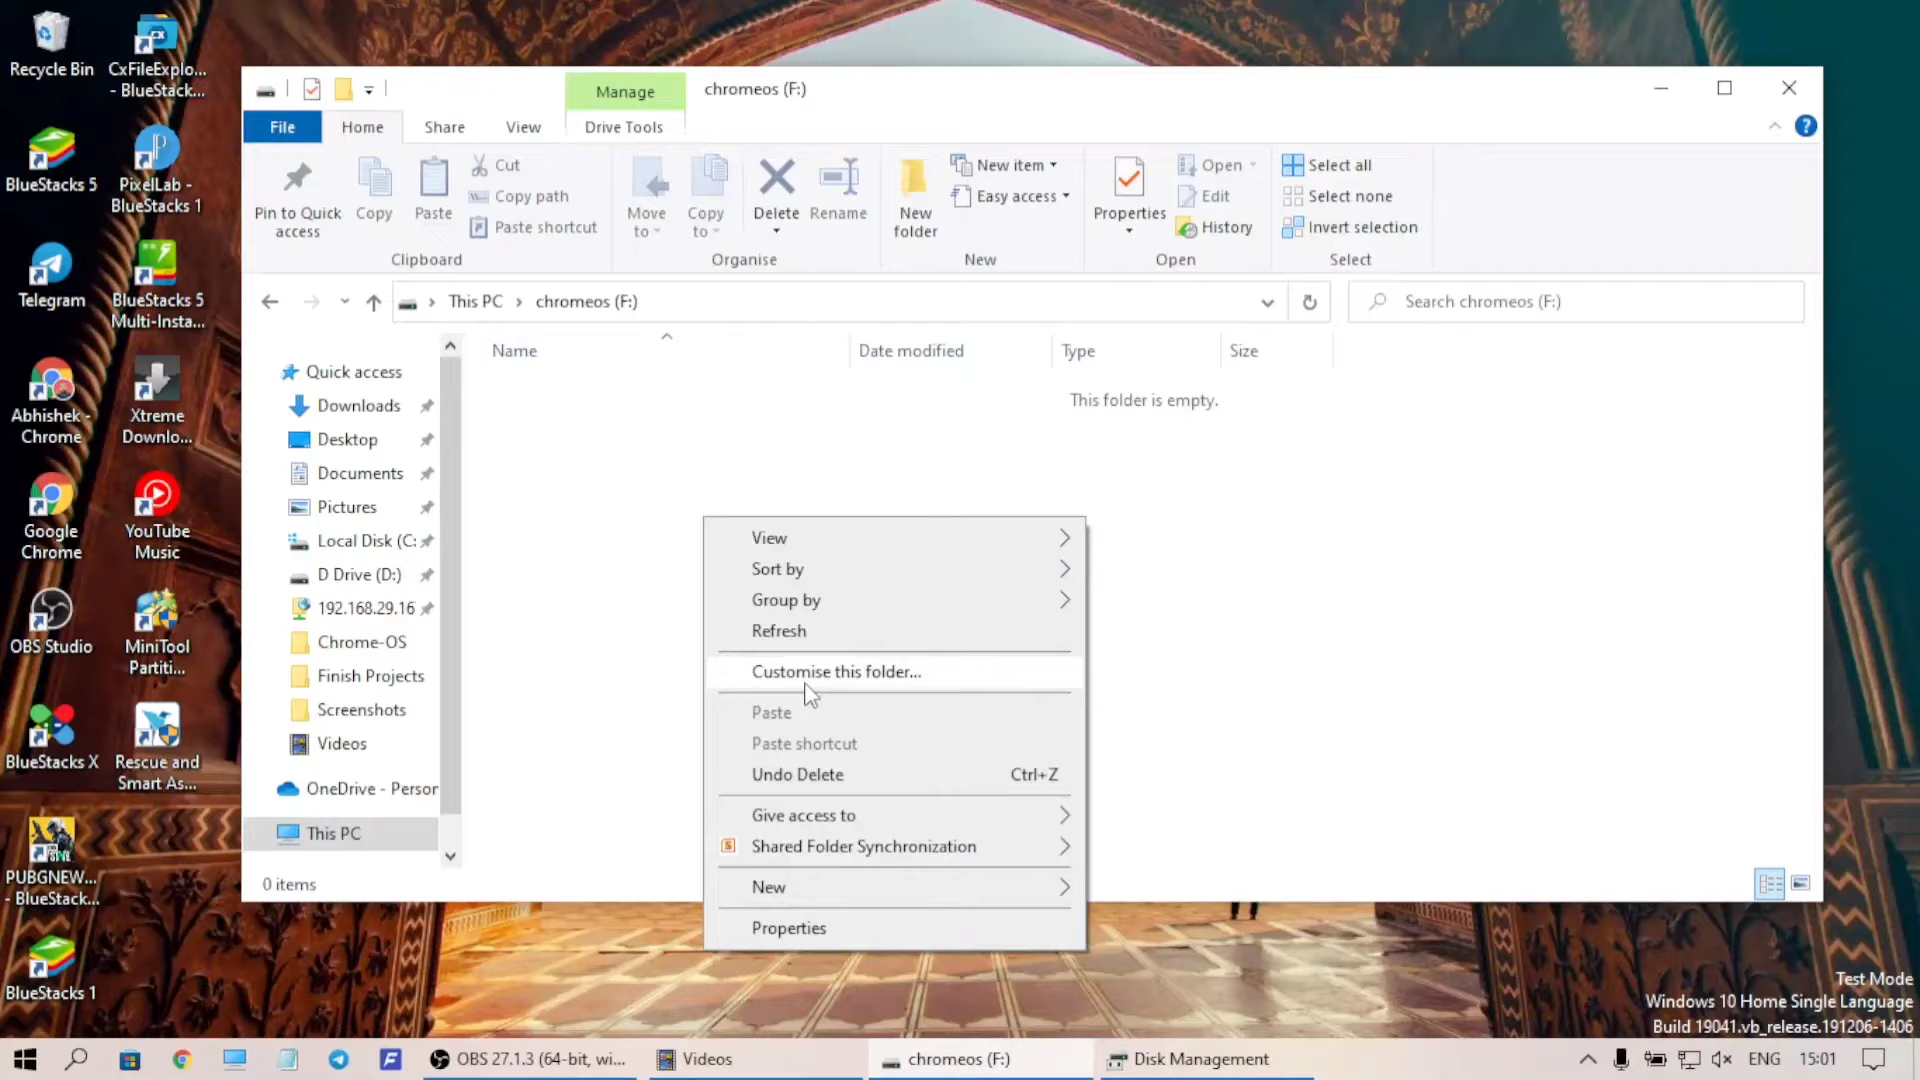 Recycle Bin
CxFileExplo...
- BlueStack...
BlueStacks 5
PixelLab -
BlueStacks 1
Telegram
BlueStacks 5
Multi-Insta...
Abhishek -
Chrome
Xtreme
Downlo...
Google
Chrome
YouTube
Music
OBS Studio
MiniTool
Partiti...
BlueStacks X
Rescue and
Smart As...
PUBGNEW...
- BlueStack...
BlueStacks 1
Manage
chromeos (F:)
File
Home
Share
View
Drive Tools
Pin to Quick
access
Copy
Paste
Cut
Copy path
Paste shortcut
Clipboard
Move
to
Copy
to
Delete
Rename
Organise
New
folder
New item
Easy access
New
Properties
Open
Edit
History
Open
Select all
Select none
Invert selection
Select
This PC
chromeos (F:)
Search chromeos (F:)
Name
Date modified
Type
Size
This folder is empty.
Quick access
Downloads
Desktop
Documents
Pictures
Local Disk (C:
D Drive (D:)
192.168.29.16
Chrome-OS
Finish Projects
Screenshots
Videos
OneDrive - Person
This PC
0 items
View
Sort by
Group by
Refresh
Customise this folder...
Paste
Paste shortcut
Undo Delete Ctrl+Z
Give access to
Shared Folder Synchronization
New
Properties
Test Mode
Windows 10 Home Single Language
Build 19041.vb_release.191206-1406
OBS 27.1.3 (64-bit, wi...
Videos
chromeos (F:)
Disk Management
ENG
15:01